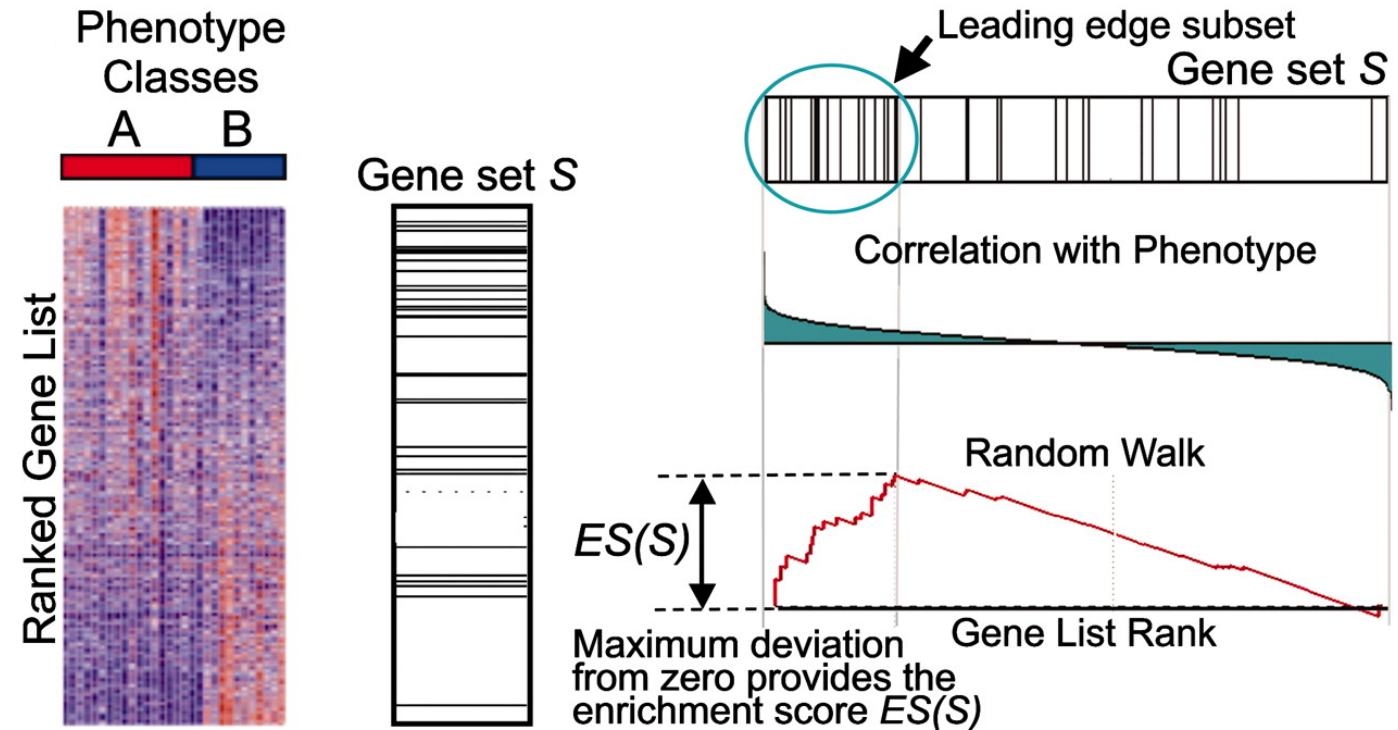 Phenotype
Classes
A B
Ranked Gene List
Gene set S
Leading edge subset
Gene set S
Correlation with Phenotype
Random Walk
ES(S)
Gene List Rank
Maximum deviation
from zero provides the
enrichment score ES(S)